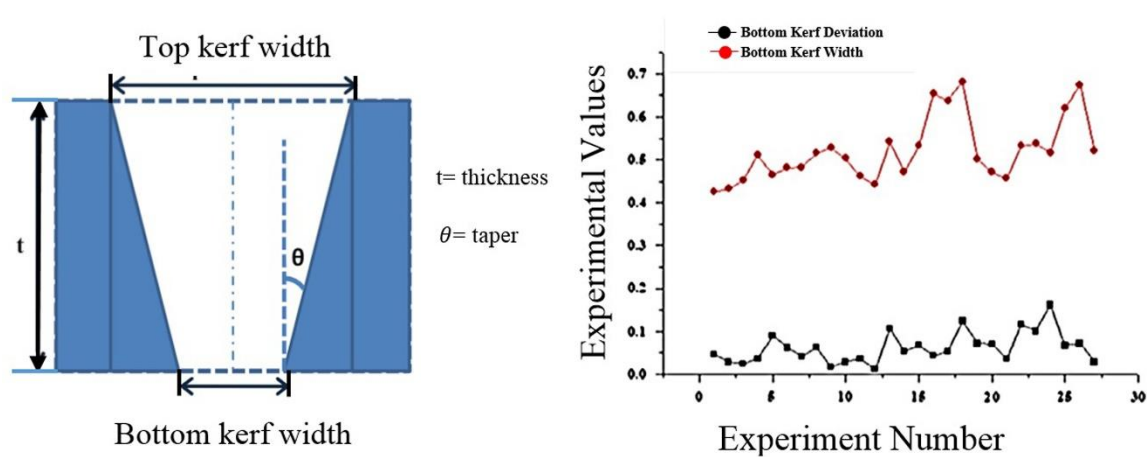 Top kerf width
t
θ
t= thickness
θ= taper
Bottom kerf width
Bottom Kerf Deviation
Bottom Kerf Width
Experimental Values
0.7
0.6
0.5
0.4
0.3
0.2
0.1
0.0
0
5
10
15
20
25
30
Experiment Number